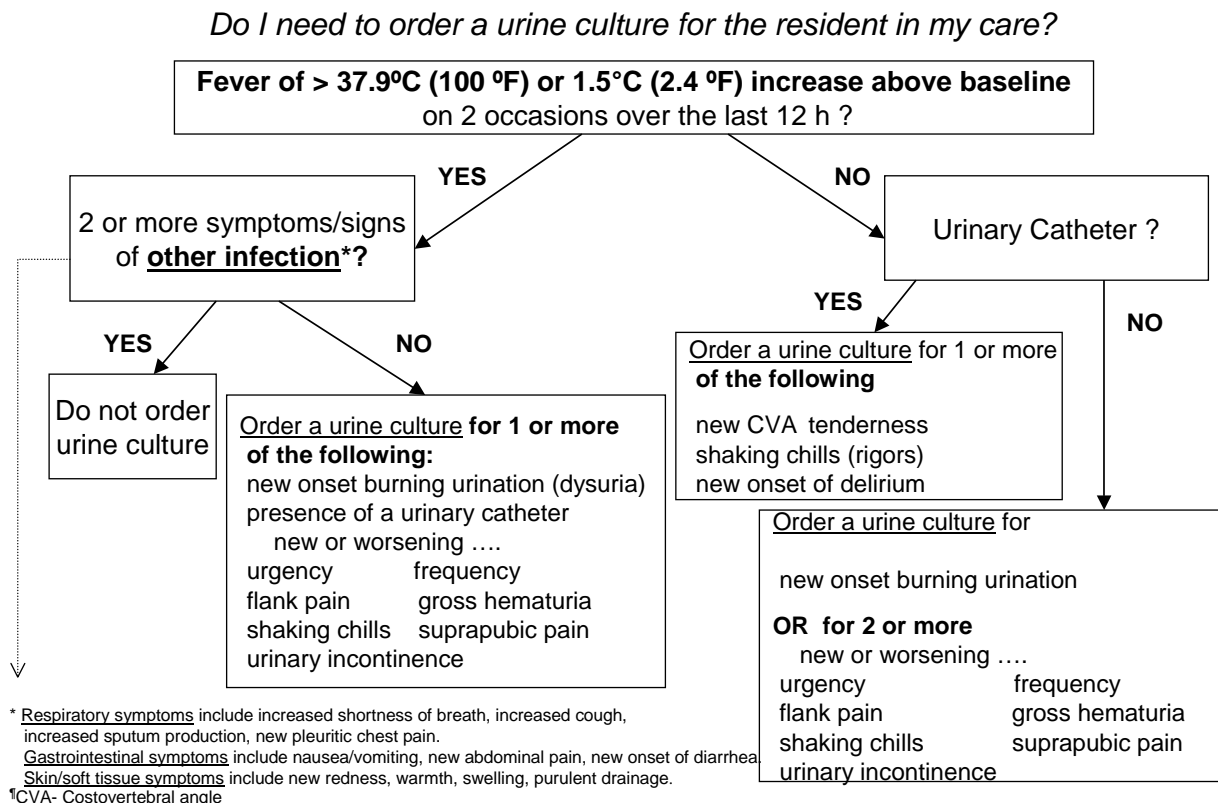 Do I need to order a urine culture for the resident in my care?
Fever of > 37.9ºC (100 ºF) or 1.5°C (2.4 ºF) increase above baseline
on 2 occasions over the last 12 h ?
YES
NO
2 or more symptoms/signs
of other infection*?
Urinary Catheter ?
YES
NO
YES
NO
Do not order
urine culture
Order a urine culture for 1 or more
of the following:
new onset burning urination (dysuria)
presence of a urinary catheter
new or worsening ....
urgency frequency
flank pain gross hematuria
shaking chills suprapubic pain
urinary incontinence
Order a urine culture for 1 or more
of the following
new CVA tenderness
shaking chills (rigors)
new onset of delirium
Order a urine culture for
new onset burning urination
OR for 2 or more
new or worsening ....
urgency frequency
flank pain gross hematuria
shaking chills suprapubic pain
urinary incontinence
* Respiratory symptoms include increased shortness of breath, increased cough,
increased sputum production, new pleuritic chest pain.
Gastrointestinal symptoms include nausea/vomiting, new abdominal pain, new onset of diarrhea.
Skin/soft tissue symptoms include new redness, warmth, swelling, purulent drainage.
¶CVA- Costovertebral angle